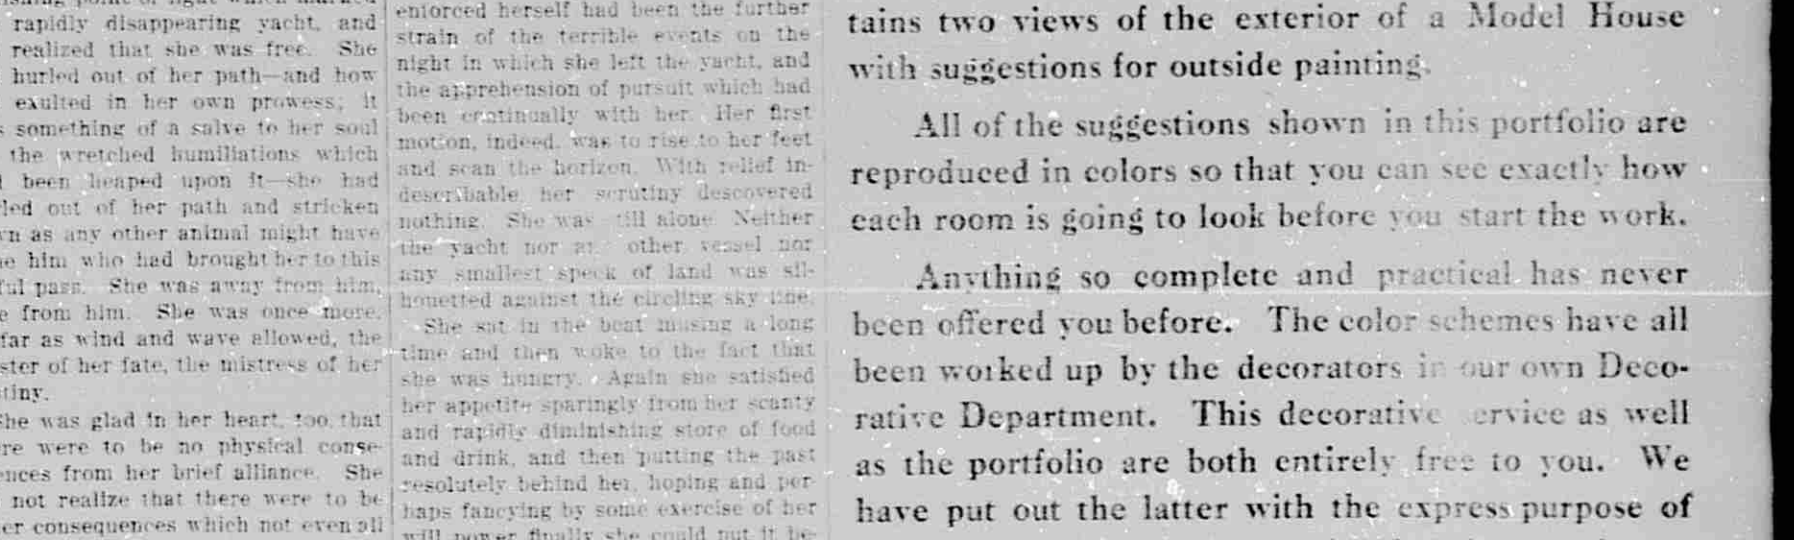 rapidly disappearing yacht, and
realized that she was free. She
hurled out of her path—and how
exulted in her own prowess; it
something of a salve to her soul
the wretched humiliations which
been heaped upon it—she had
led out of her path and stricken
as any other animal might have
him who had brought her to this
ful pass. She was away from him,
from him. She was once more,
far as wind and wave allowed, the
ster of her fate, the mistress of her
tiny.
She was glad in her heart, too, that
re were to be no physical conse-
ences from her brief alliance. She
not realize that there were to be
er consequences which not even all
enforced herself had been the further
strain of the terrible events on the
night in which she left the yacht, and
the apprehension of pursuit which had
been continually with her. Her first
motion, indeed, was to rise to her feet
and scan the horizon. With relief in-
describable her scrutiny descovered
nothing. She was still alone. Neither
the yacht nor any other vessel nor
any smallest speck of land was sil-
houetted against the circling sky line.
She sat in the boat musing a long
time and then woke to the fact that
she was hungry. Again she satisfied
her appetite sparingly from her scanty
and rapidly diminishing store of food
and drink, and then putting the past
resolutely behind her, hoping and per-
haps fancying by some exercise of her
will power finally she could put it be-
tains two views of the exterior of a Model House
with suggestions for outside painting.
All of the suggestions shown in this portfolio are
reproduced in colors so that you can see exactly how
each room is going to look before you start the work.
Anything so complete and practical has never
been offered you before. The color schemes have all
been worked up by the decorators in our own Deco-
rative Department. This decorative service as well
as the portfolio are both entirely free to you. We
have put out the latter with the express purpose of